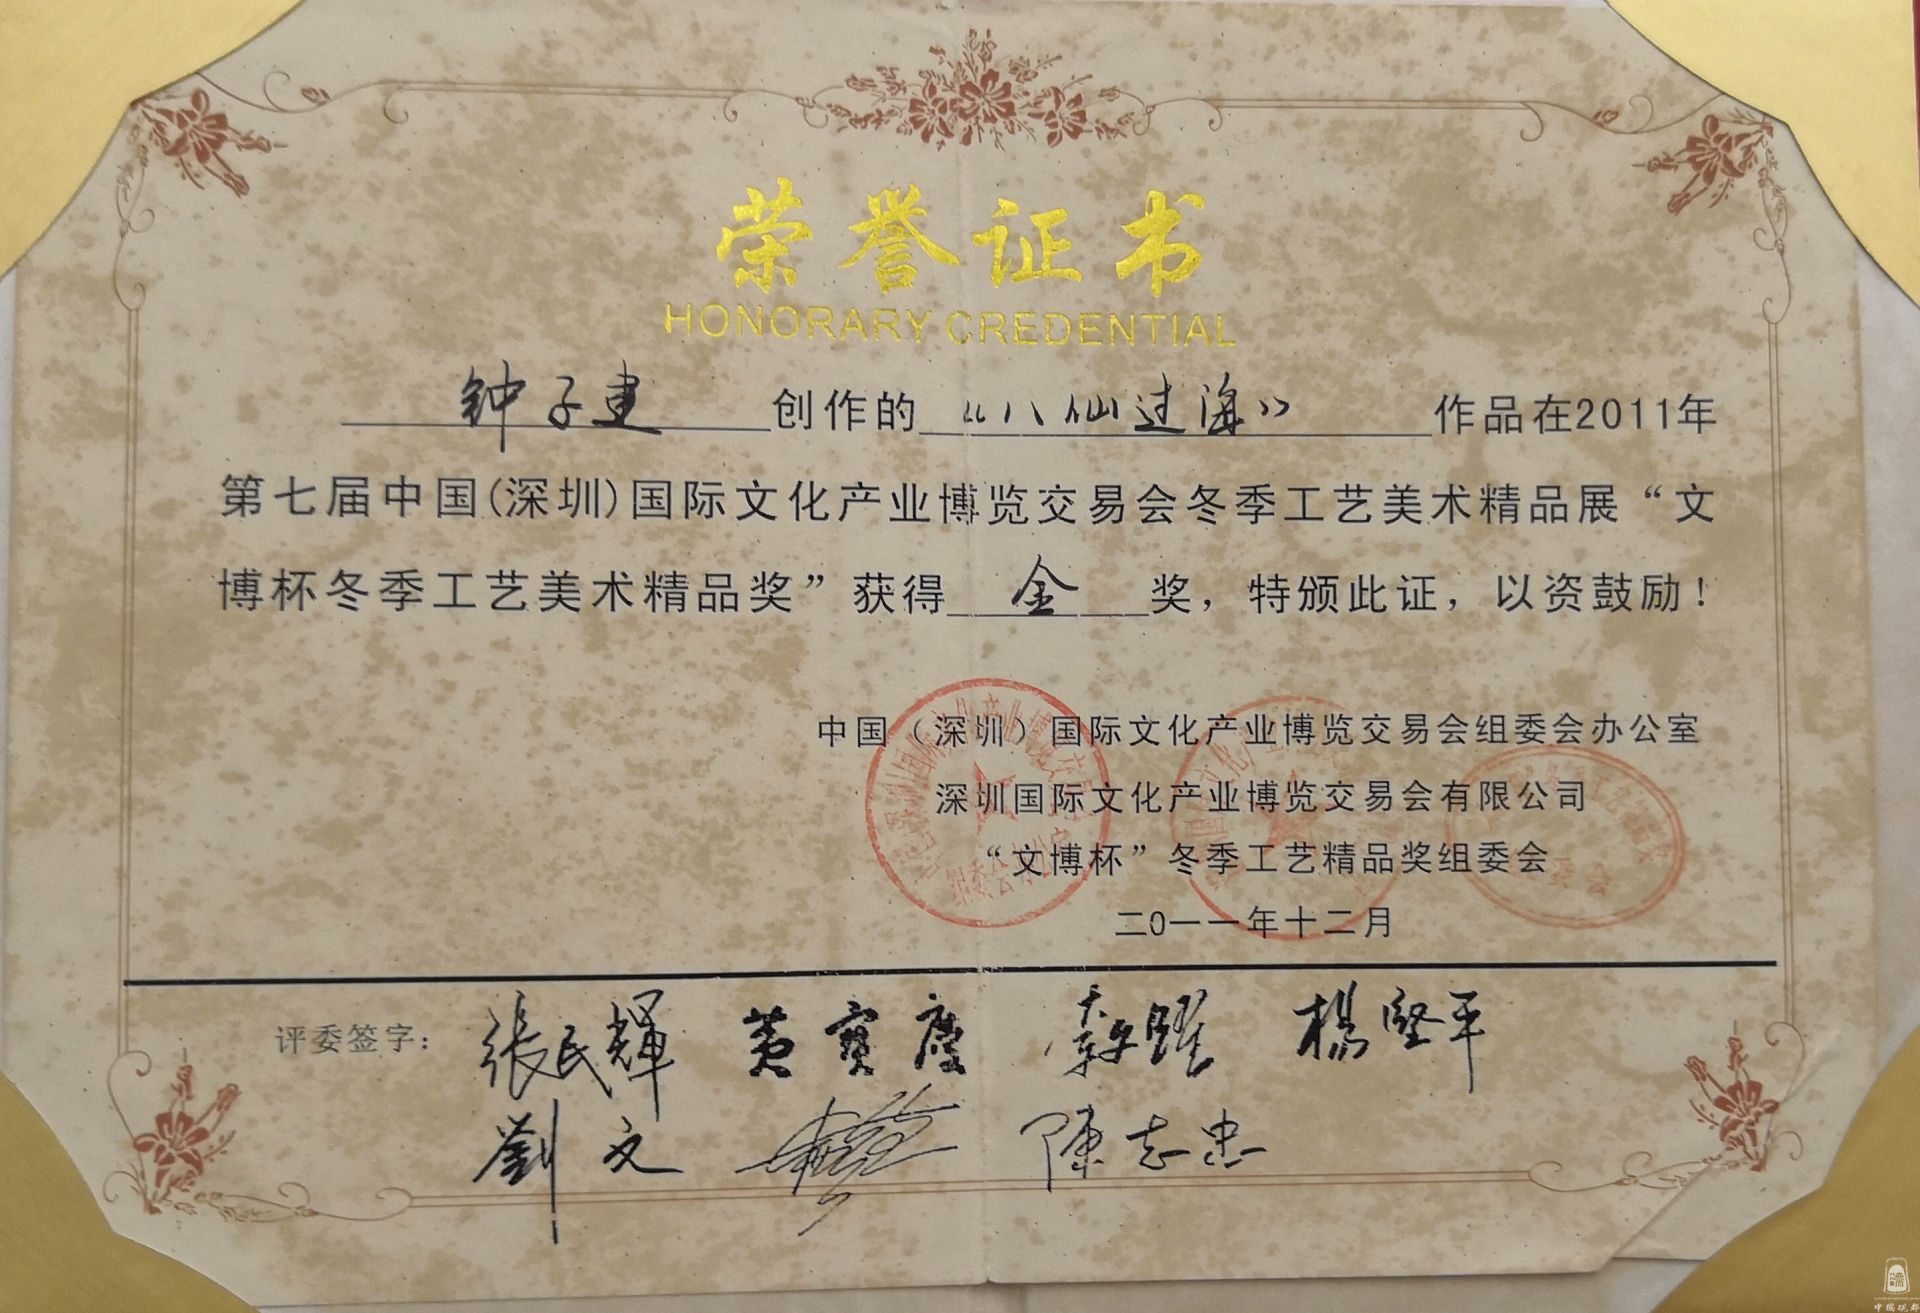 荣誉证书
HONORARY CREDENTIAL
钟子建创作的“八仙过海”作品在2011年
第七届中国(深圳)国际文化产业博览交易会冬季工艺美术精品展“文
博杯冬季工艺美术精品奖”获得金奖，特颁此证，以资鼓励！
中国（深圳）国际文化产业博览交易会组委会办公室
深圳国际文化产业博览交易会有限公司
“文博杯”冬季工艺精品奖组委会
二0一一年十二月
评委签字：張民輝 黄寳慶 楊坚平
劉文 陳志忠
中國硯都